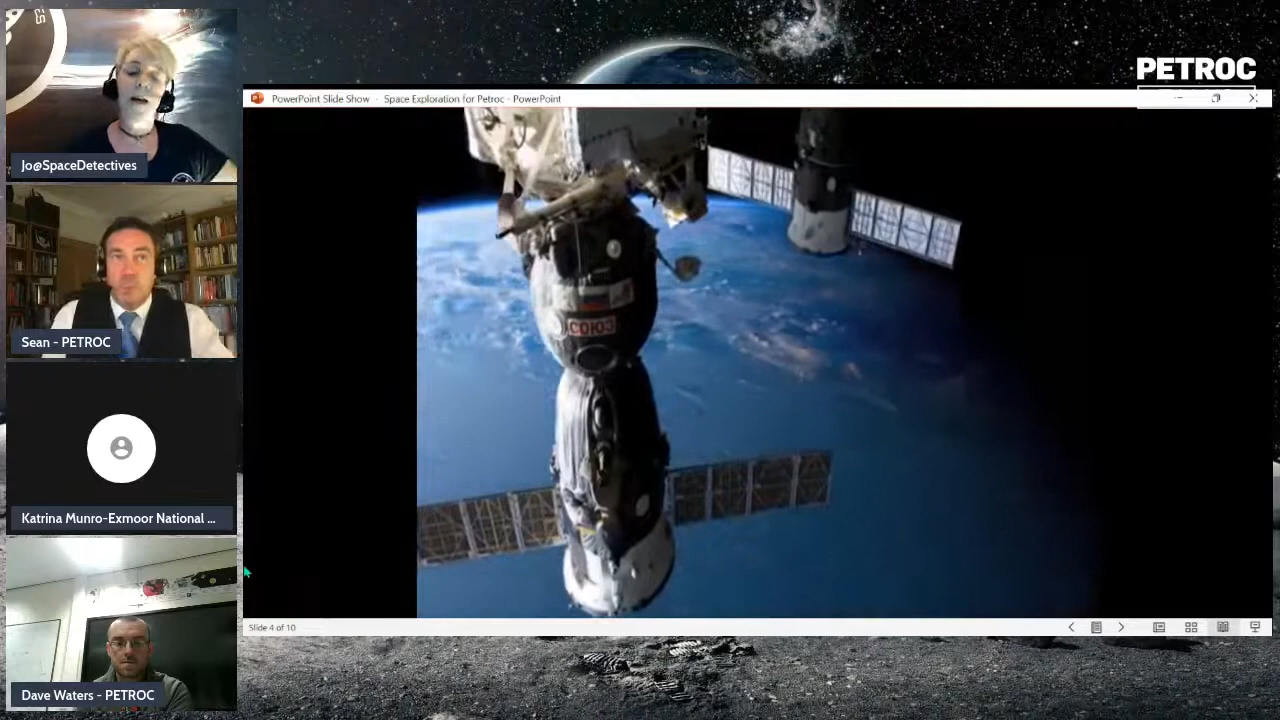 PETROC
PowerPoint Slide Show - Space Exploration for Petroc - PowerPoint
Jo@SpaceDetectives
Sean - PETROC
СОЮЗ
Katrina Munro-Exmoor National ...
Slide 4 of 10
Dave Waters - PETROC